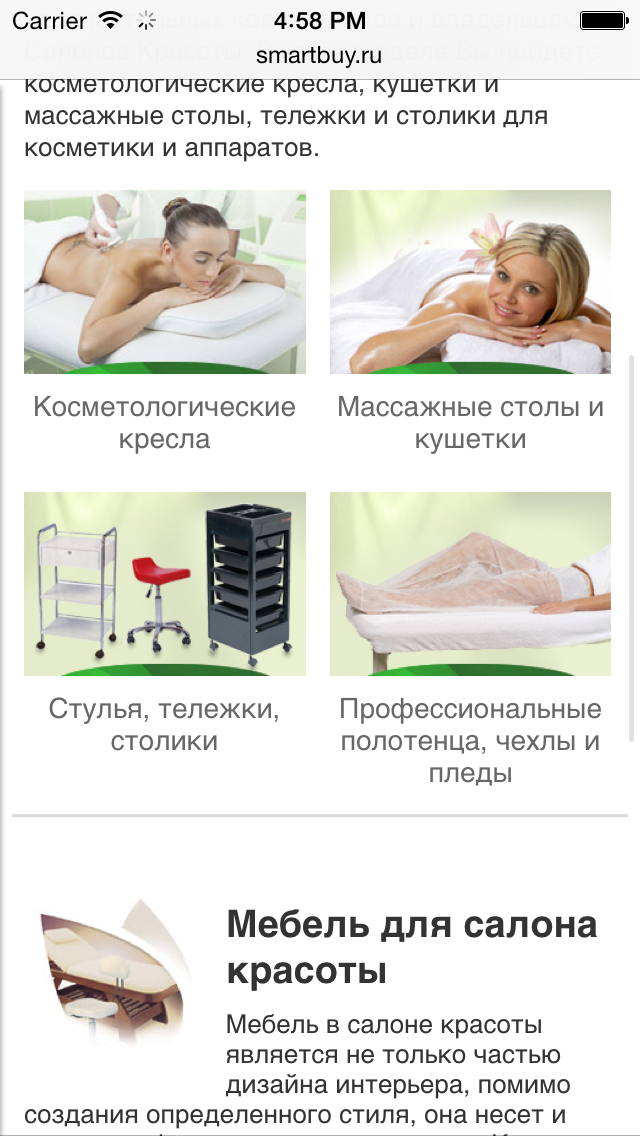 Carrier 4:58 PM
smartbuy.ru
косметологические кресла, кушетки и
массажные столы, тележки и столики для
косметики и аппаратов.
Косметологические
кресла
Массажные столы и
кушетки
Стулья, тележки,
столики
Профессиональные
полотенца, чехлы и
пледы
Мебель для салона
красоты
Мебель в салоне красоты
является не только частью
дизайна интерьера, помимо
создания определенного стиля, она несет и